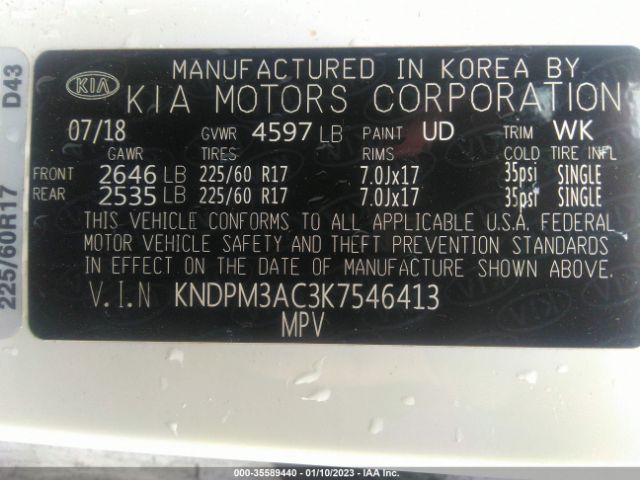 MANUFACTURED IN KOREA BY
KIA KIA MOTORS CORPORATION
07/18 GVWR 4597 LB PAINT UD TRIM WK
GAWR TIRES RIMS COLD TIRE INFL
FRONT 2646 LB 225/60 R17 7.0Jx17 35psi SINGLE
REAR 2535 LB 225/60 R17 7.0Jx17 35psi SINGLE
THIS VEHICLE CONFORMS TO ALL APPLICABLE U.S.A. FEDERAL
MOTOR VEHICLE SAFETY AND THEFT PREVENTION STANDARDS
IN EFFECT ON THE DATE OF MANUFACTURE SHOWN ABOVE.
V.I.N KNDPM3AC3K7546413
MPV
225/60R17 D43
000-35589440 - 01/10/2023 - IAA Inc.